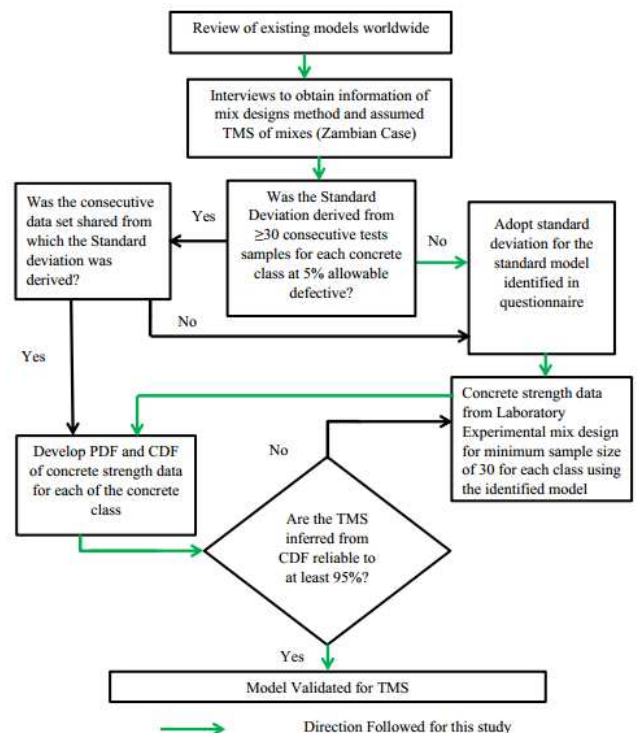 Review of existing models worldwide
Interviews to obtain information of
mix designs method and assumed
TMS of mixes (Zambian Case)
Was the consecutive
data set shared from
which the Standard
deviation was
derived?
Yes
Was the Standard
Deviation derived from
≥30 consecutive tests
samples for each concrete
class at 5% allowable
defective?
No
Adopt standard
deviation for the
standard model
identified in
questionnaire
No
Yes
Concrete strength data
from Laboratory
Experimental mix design
for minimum sample size
of 30 for each class using
the identified model
Develop PDF and CDF
of concrete strength data
for each of the concrete
class
No
Are the TMS
inferred from
CDF reliable to
at least 95%?
Yes
Model Validated for TMS
Direction Followed for this study